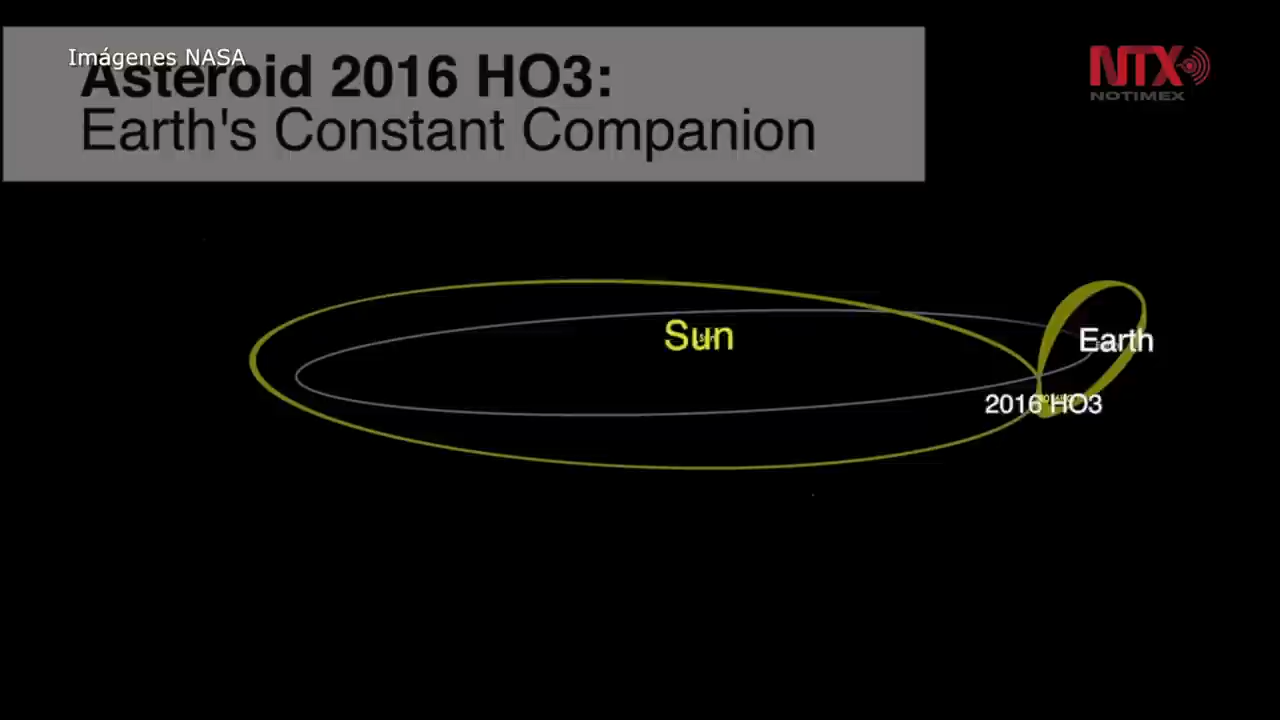 Imágenes NASA
Asteroid 2016 HO3:
Earth's Constant Companion
NTX
NOTIMEX
Sun
Earth
2016 HO3